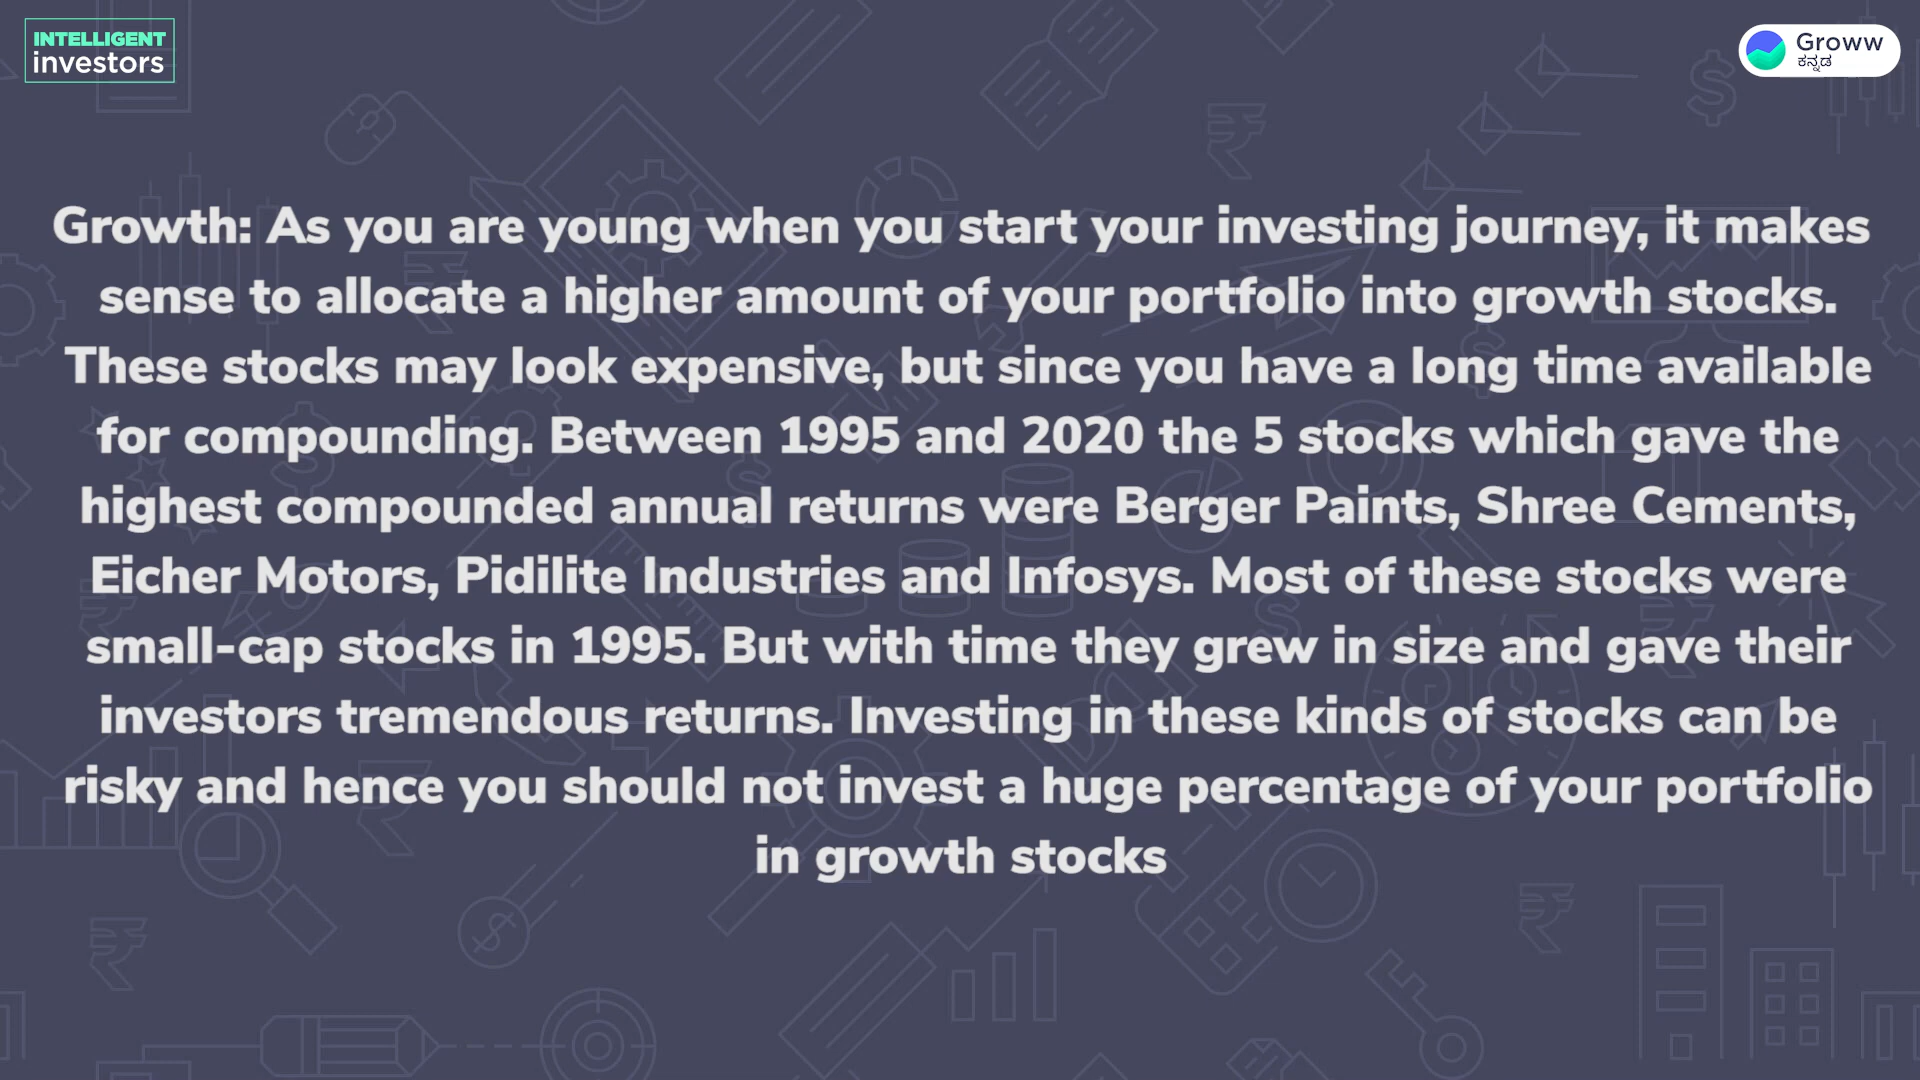 INTELLIGENT
investors
Groww
ಕನ್ನಡ
Growth: As you are young when you start your investing journey, it makes
sense to allocate a higher amount of your portfolio into growth stocks.
These stocks may look expensive, but since you have a long time available
for compounding. Between 1995 and 2020 the 5 stocks which gave the
highest compounded annual returns were Berger Paints, Shree Cements,
Eicher Motors, Pidilite Industries and Infosys. Most of these stocks were
small-cap stocks in 1995. But with time they grew in size and gave their
investors tremendous returns. Investing in these kinds of stocks can be
risky and hence you should not invest a huge percentage of your portfolio
in growth stocks